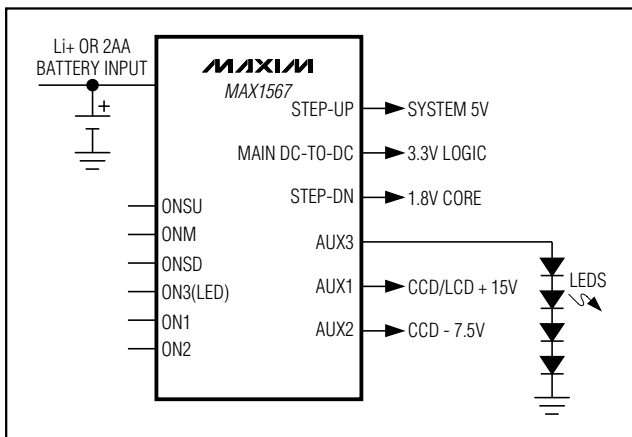 Li+ OR 2AA
BATTERY INPUT
+
MAXIM
MAX1567
STEP-UP
SYSTEM 5V
MAIN DC-TO-DC
3.3V LOGIC
STEP-DN
1.8V CORE
AUX3
LEDS
AUX1
CCD/LCD + 15V
AUX2
CCD - 7.5V
ONSU
ONM
ONSD
ON3(LED)
ON1
ON2